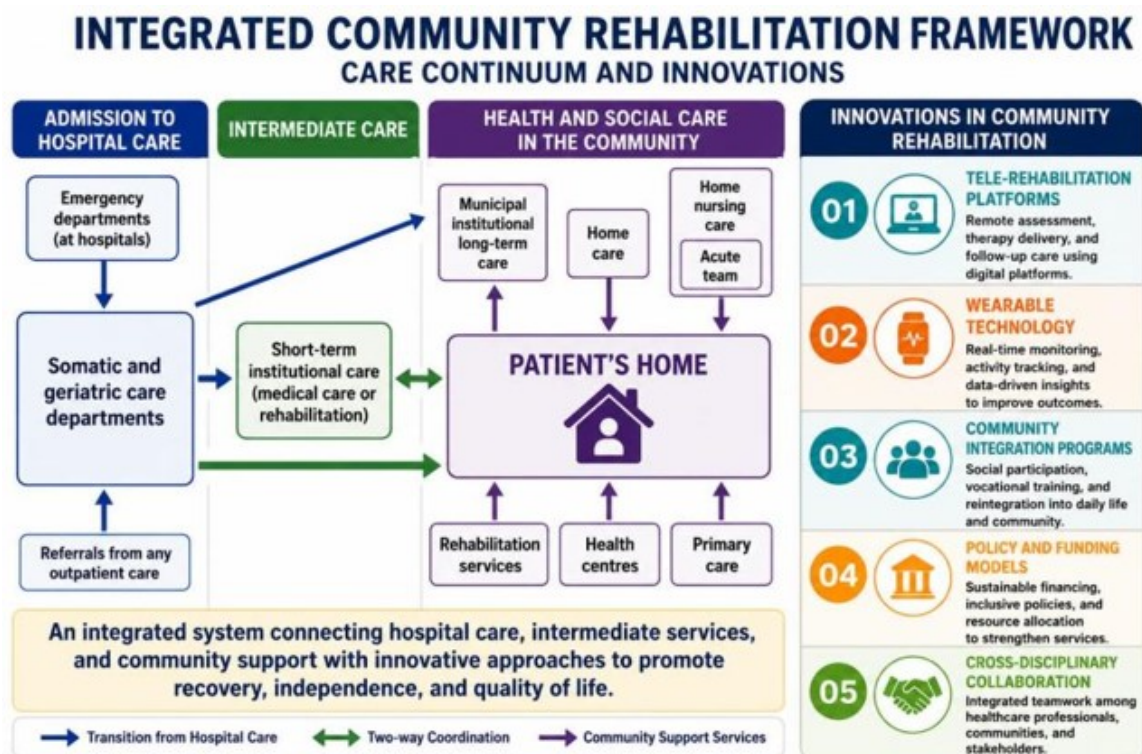 INTEGRATED COMMUNITY REHABILITATION FRAMEWORK
CARE CONTINUUM AND INNOVATIONS
ADMISSION TO
HOSPITAL CARE
Emergency
departments
(at hospitals)
Somatic and
geriatric care
departments
Referrals from any
outpatient care
INTERMEDIATE CARE
Short-term
institutional care
(medical care or
rehabilitation)
HEALTH AND SOCIAL CARE
IN THE COMMUNITY
Municipal
institutional
long-term
care
Home
care
Home
nursing care
Acute
team
PATIENT'S HOME
Rehabilitation
services
Health
centres
Primary
care
An integrated system connecting hospital care, intermediate services,
and community support with innovative approaches to promote
recovery, independence, and quality of life.
Transition from Hospital Care
Two-way Coordination
Community Support Services
INNOVATIONS IN COMMUNITY
REHABILITATION
01
TELE-REHABILITATION
PLATFORMS
Remote assessment,
therapy delivery, and
follow-up care using
digital platforms.
02
WEARABLE
TECHNOLOGY
Real-time monitoring,
activity tracking, and
data-driven insights
to improve outcomes.
03
COMMUNITY
INTEGRATION PROGRAMS
Social participation,
vocational training, and
reintegration into daily life
and community.
04
POLICY AND FUNDING
MODELS
Sustainable financing,
inclusive policies, and
resource allocation
to strengthen services.
05
CROSS-DISCIPLINARY
COLLABORATION
Integrated teamwork among
healthcare professionals,
communities, and
stakeholders.